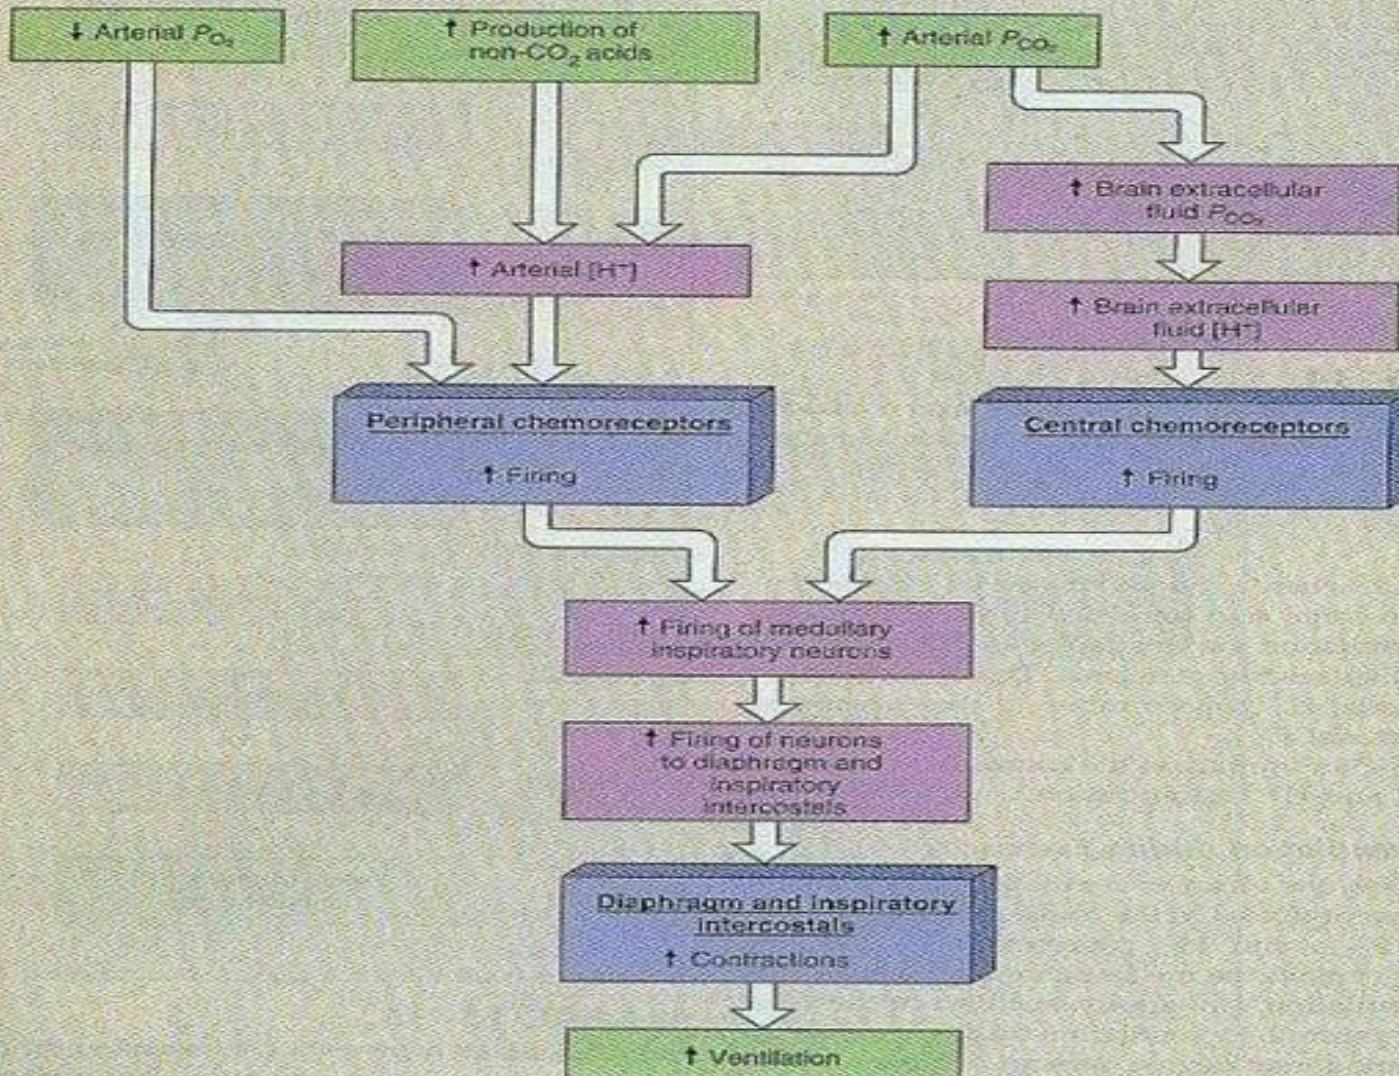 ↓ Arterial PO₂
↑ Production of
non-CO₂ acids
↑ Arterial PCO₂
↑ Brain extracellular
fluid PCO₂
↑ Arterial [H⁺]
↑ Brain extracellular
fluid [H⁺]
Peripheral chemoreceptors
↑ Firing
Central chemoreceptors
↑ Firing
↑ Firing of medullary
inspiratory neurons
↑ Firing of neurons
to diaphragm and
inspiratory
intercostals
Diaphragm and inspiratory
intercostals
↑ Contractions
↑ Ventilation